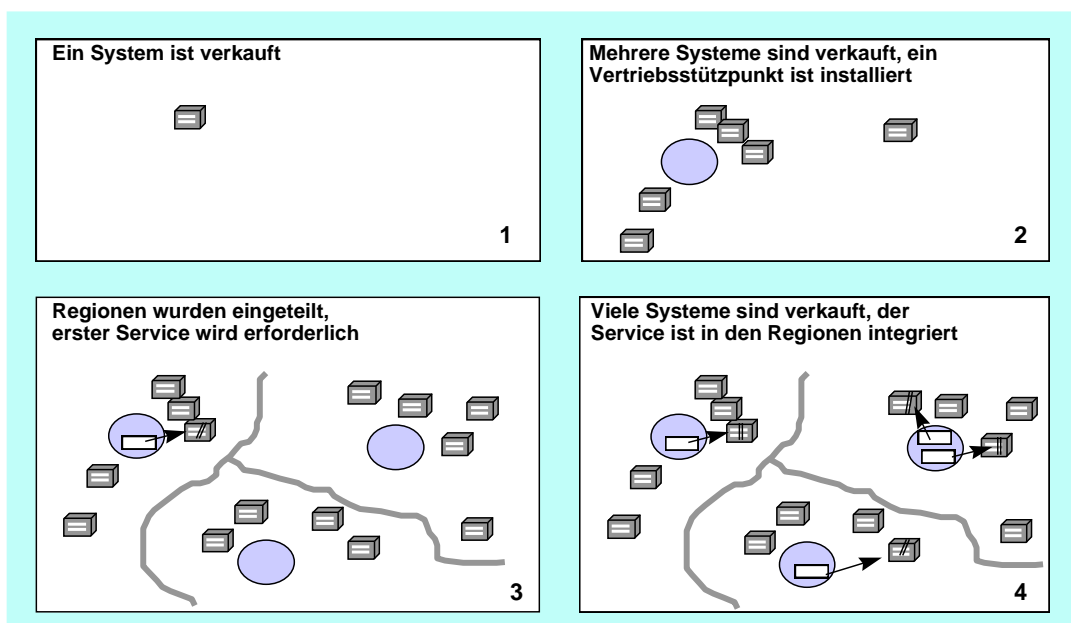 Ein System ist verkauft
1
Mehrere Systeme sind verkauft, ein
Vertriebsstützpunkt ist installiert
2
Regionen wurden eingeteilt,
erster Service wird erforderlich
3
Viele Systeme sind verkauft, der
Service ist in den Regionen integriert
4